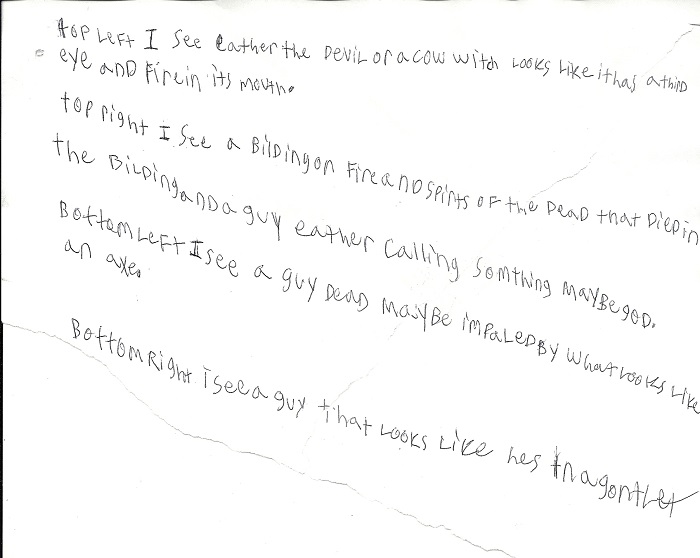 top Left I See Eather the Devil or a cow witch Looks Like it has a third
eye and Fire in its mouth.
top right I See a Bilding on Fire and Spirits of the Dead that Died in
the Bilding and a guy eather calling Somthing maybe god.
Bottom Left I see a guy Dead maybe impaled by what looks Like
an axe.
Bottom Right I see a guy that Looks Like hes In a gontlet